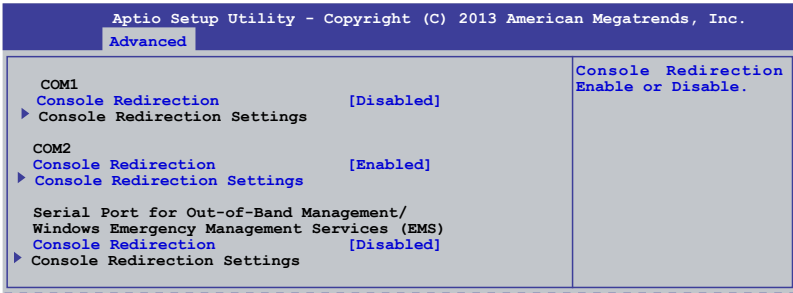 Aptio Setup Utility - Copyright (C) 2013 American Megatrends, Inc.
Advanced
COM1
Console Redirection [Disabled]
Console Redirection Settings
COM2
Console Redirection [Enabled]
Console Redirection Settings
Serial Port for Out-of-Band Management/
Windows Emergency Management Services (EMS)
Console Redirection [Disabled]
Console Redirection Settings
Console Redirection
Enable or Disable.